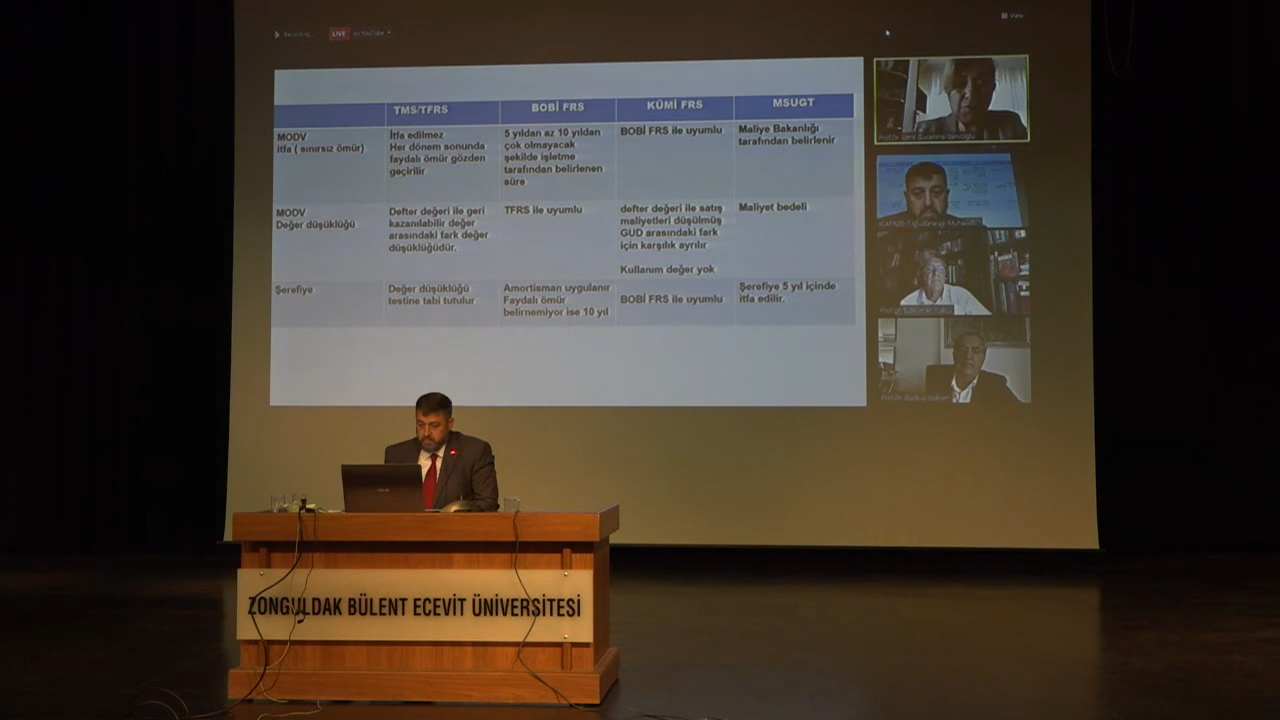 Recording
LIVE on YouTube
View
TMS/TFRS
BOBİ FRS
KÜMİ FRS
MSUGT
MODV
itfa ( sınırsız ömür)
İtfa edilmez
Her dönem sonunda
faydalı ömür gözden
geçirilir
5 yıldan az 10 yıldan
çok olmayacak
şekilde işletme
tarafından belirlenen
süre
BOBİ FRS ile uyumlu
Maliye Bakanlığı
tarafından belirlenir
MODV
Değer düşüklüğü
Defter değeri ile geri
kazanılabilir değer
arasındaki fark değer
düşüklüğüdür.
TFRS ile uyumlu
defter değeri ile satış
maliyetleri düşülmüş
GUD arasındaki fark
için karşılık ayrılır
Kullanım değer yok
Maliyet bedeli
Şerefiye
Değer düşüklüğü
testine tabi tutulur
Amortisman uygulanır
Faydalı ömür
belirnemiyor ise 10 yıl
BOBİ FRS ile uyumlu
Şerefiye 5 yıl içinde
itfa edilir.
ZONGULDAK BÜLENT ECEVİT ÜNİVERSİTESİ